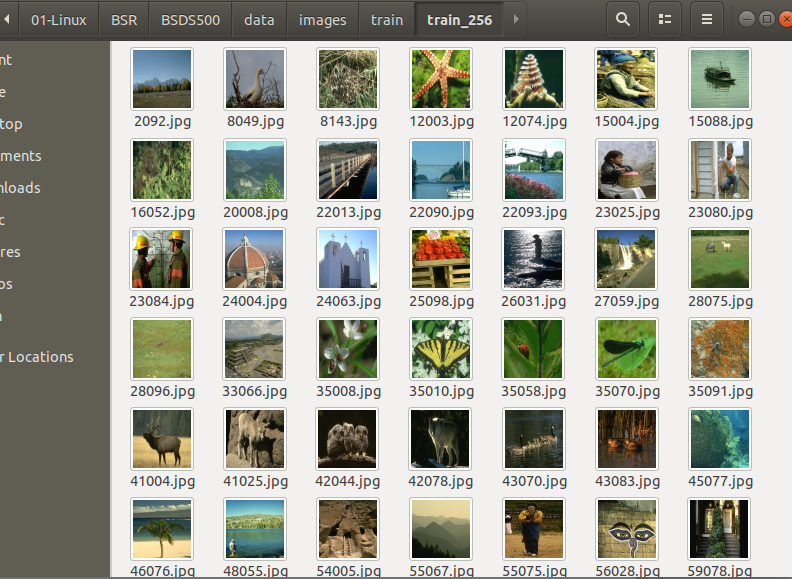 01-Linux BSR BSDS500 data images train train_256
nt
e
top
ments
nloads
c
res
os
n
r Locations
2092.jpg 8049.jpg 8143.jpg 12003.jpg 12074.jpg 15004.jpg 15088.jpg
16052.jpg 20008.jpg 22013.jpg 22090.jpg 22093.jpg 23025.jpg 23080.jpg
23084.jpg 24004.jpg 24063.jpg 25098.jpg 26031.jpg 27059.jpg 28075.jpg
28096.jpg 33066.jpg 35008.jpg 35010.jpg 35058.jpg 35070.jpg 35091.jpg
41004.jpg 41025.jpg 42044.jpg 42078.jpg 43070.jpg 43083.jpg 45077.jpg
46076.jpg 48055.jpg 54005.jpg 55067.jpg 55075.jpg 56028.jpg 59078.jpg